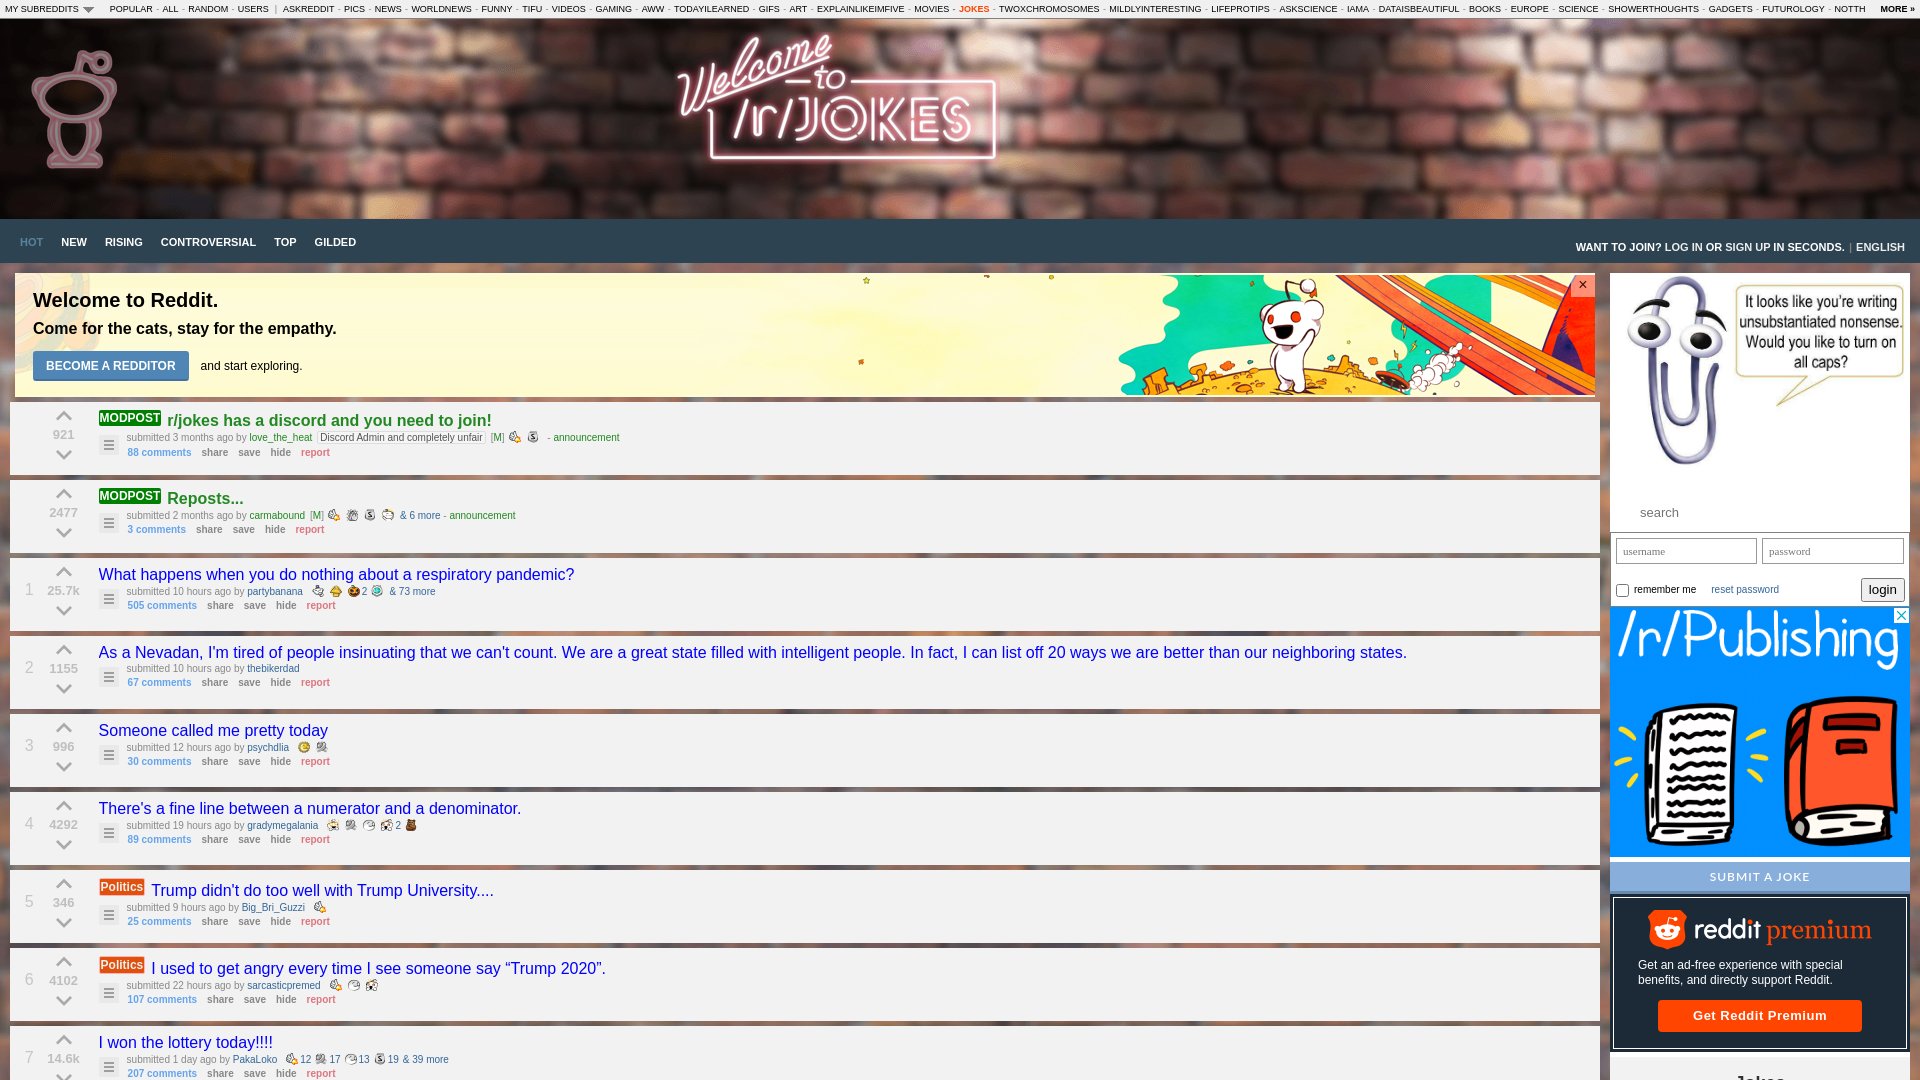 MY SUBREDDITS POPULAR - ALL - RANDOM - USERS | ASKREDDIT - PICS - NEWS - WORLDNEWS - FUNNY - TIFU - VIDEOS - GAMING - AWW - TODAYILEARNED - GIFS - ART - EXPLAINLIKEIMFIVE - MOVIES - JOKES - TWOXCHROMOSOMES - MILDLYINTERESTING - LIFEPROTIPS - ASKSCIENCE - IAMA - DATAISBEAUTIFUL - BOOKS - EUROPE - SCIENCE - SHOWERTHOUGHTS - GADGETS - FUTUROLOGY - NOTTH MORE »
Welcome
to
/r/JOKES
HOT NEW RISING CONTROVERSIAL TOP GILDED
WANT TO JOIN? LOG IN OR SIGN UP IN SECONDS. | ENGLISH
Welcome to Reddit.
Come for the cats, stay for the empathy.
BECOME A REDDITOR and start exploring.
×
921
MODPOST r/jokes has a discord and you need to join!
submitted 3 months ago by love_the_heat Discord Admin and completely unfair [M] - announcement
88 comments share save hide report
2477
MODPOST Reposts...
submitted 2 months ago by carmabound [M] & 6 more - announcement
3 comments share save hide report
1 25.7k
What happens when you do nothing about a respiratory pandemic?
submitted 10 hours ago by partybanana 2 & 73 more
505 comments share save hide report
2 1155
As a Nevadan, I'm tired of people insinuating that we can't count. We are a great state filled with intelligent people. In fact, I can list off 20 ways we are better than our neighboring states.
submitted 10 hours ago by thebikerdad
67 comments share save hide report
3 996
Someone called me pretty today
submitted 12 hours ago by psychdlia
30 comments share save hide report
4 4292
There's a fine line between a numerator and a denominator.
submitted 19 hours ago by gradymegalania 2
89 comments share save hide report
5 346
Politics Trump didn't do too well with Trump University....
submitted 9 hours ago by Big_Bri_Guzzi
25 comments share save hide report
6 4102
Politics I used to get angry every time I see someone say “Trump 2020”.
submitted 22 hours ago by sarcasticpremed
107 comments share save hide report
7 14.6k
I won the lottery today!!!!
submitted 1 day ago by PakaLoko 12 17 13 19 & 39 more
207 comments share save hide report
It looks like you're writing
unsubstantiated nonsense.
Would you like to turn on
all caps?
search
username password
remember me reset password login
/r/Publishing
SUBMIT A JOKE
reddit premium
Get an ad-free experience with special
benefits, and directly support Reddit.
Get Reddit Premium
Jokes